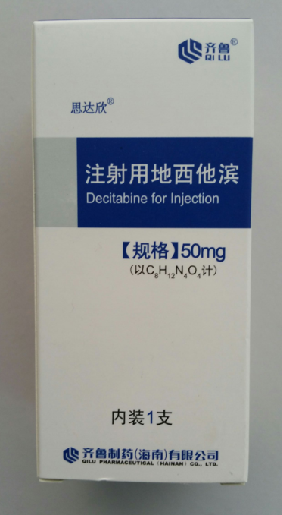 齐鲁®
QILU
思达欣®
注射用地西他滨
Decitabine for Injection
【规格】50mg
(以C₈H₁₂N₄O₄计)
内装1支
齐鲁制药(海南)有限公司
QILU PHARMACEUTICAL (HAINAN) CO., LTD.